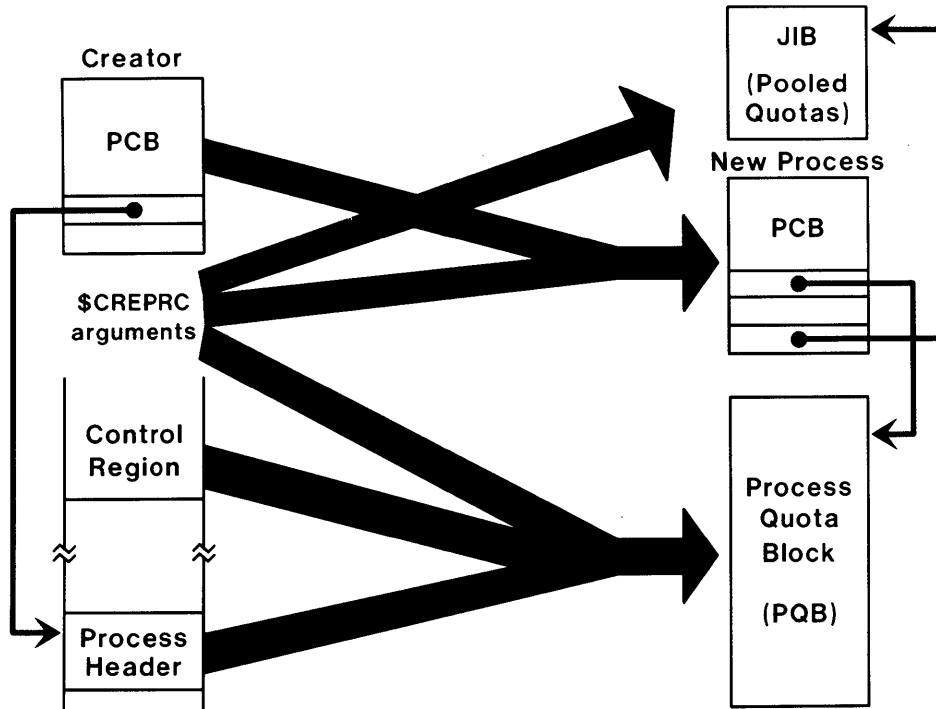 Creator
PCB
$CREPRC
arguments
Control
Region
Process
Header
JIB
(Pooled
Quotas)
New Process
PCB
Process
Quota
Block
(PQB)